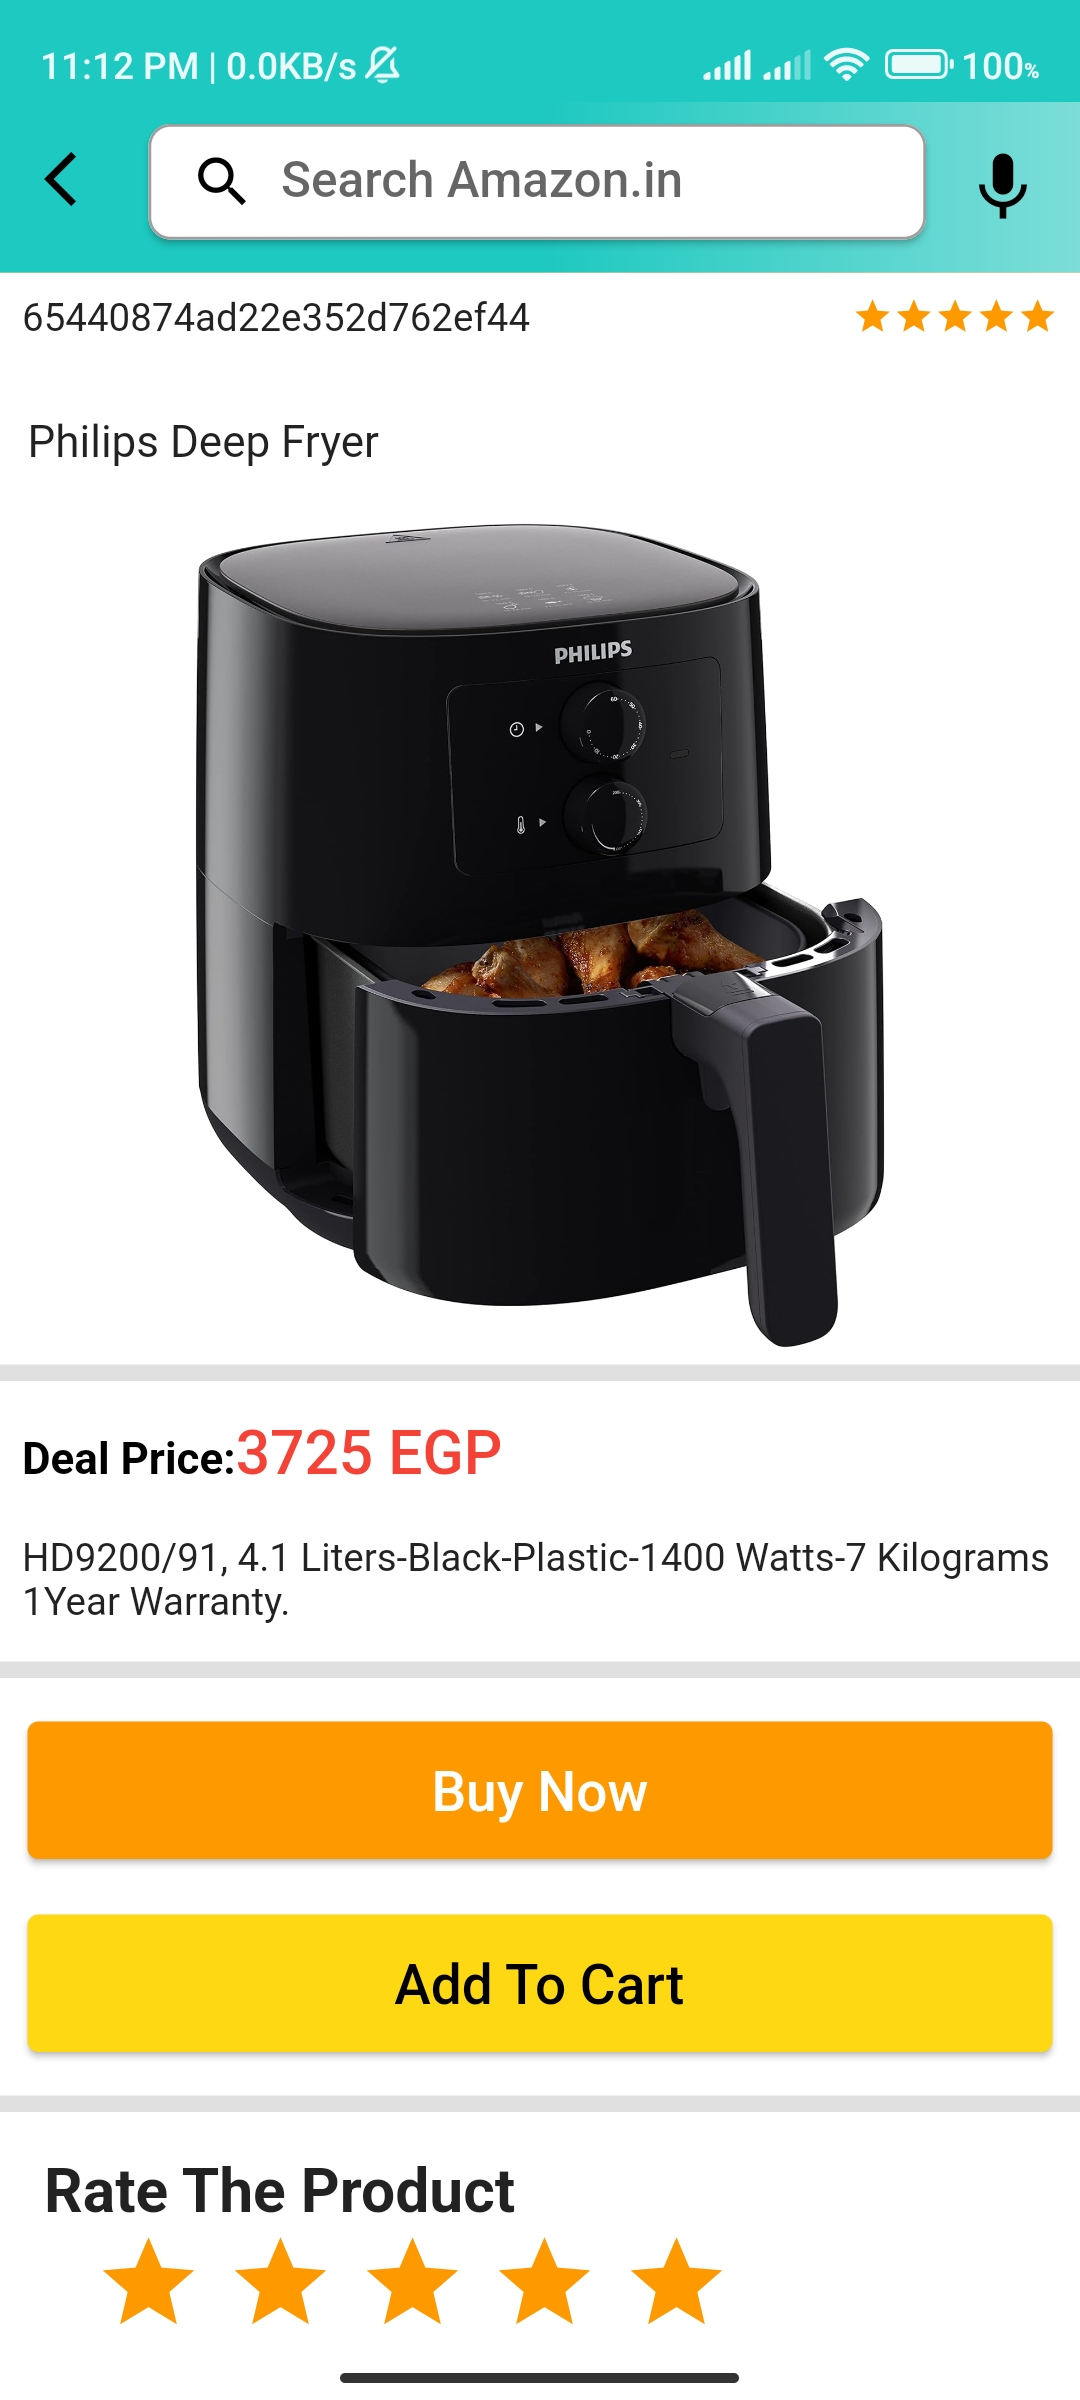 11:12 PM | 0.0KB/s 100%
Search Amazon.in
65440874ad22e352d762ef44
Philips Deep Fryer
PHILIPS
Deal Price:3725 EGP
HD9200/91, 4.1 Liters-Black-Plastic-1400 Watts-7 Kilograms
1Year Warranty.
Buy Now
Add To Cart
Rate The Product